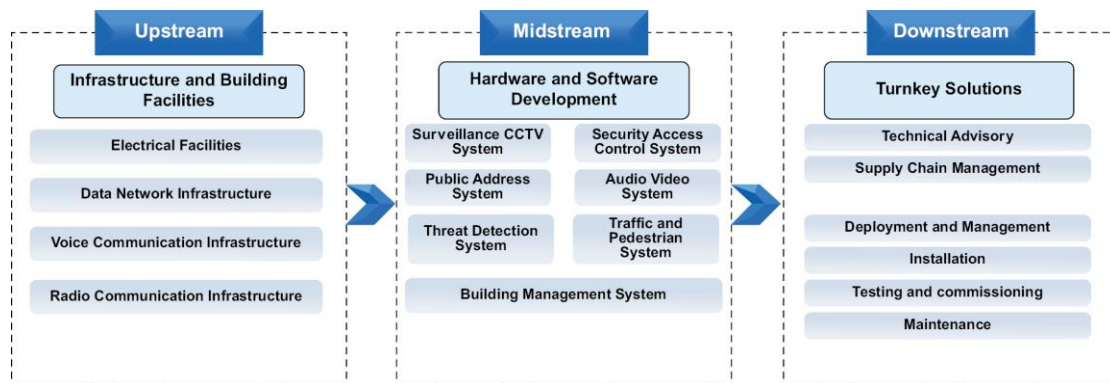 Upstream
Infrastructure and Building
Facilities
Electrical Facilities
Data Network Infrastructure
Voice Communication Infrastructure
Radio Communication Infrastructure
Midstream
Hardware and Software
Development
Surveillance CCTV
System
Security Access
Control System
Public Address
System
Audio Video
System
Threat Detection
System
Traffic and
Pedestrian
System
Building Management System
Downstream
Turnkey Solutions
Technical Advisory
Supply Chain Management
Deployment and Management
Installation
Testing and commissioning
Maintenance